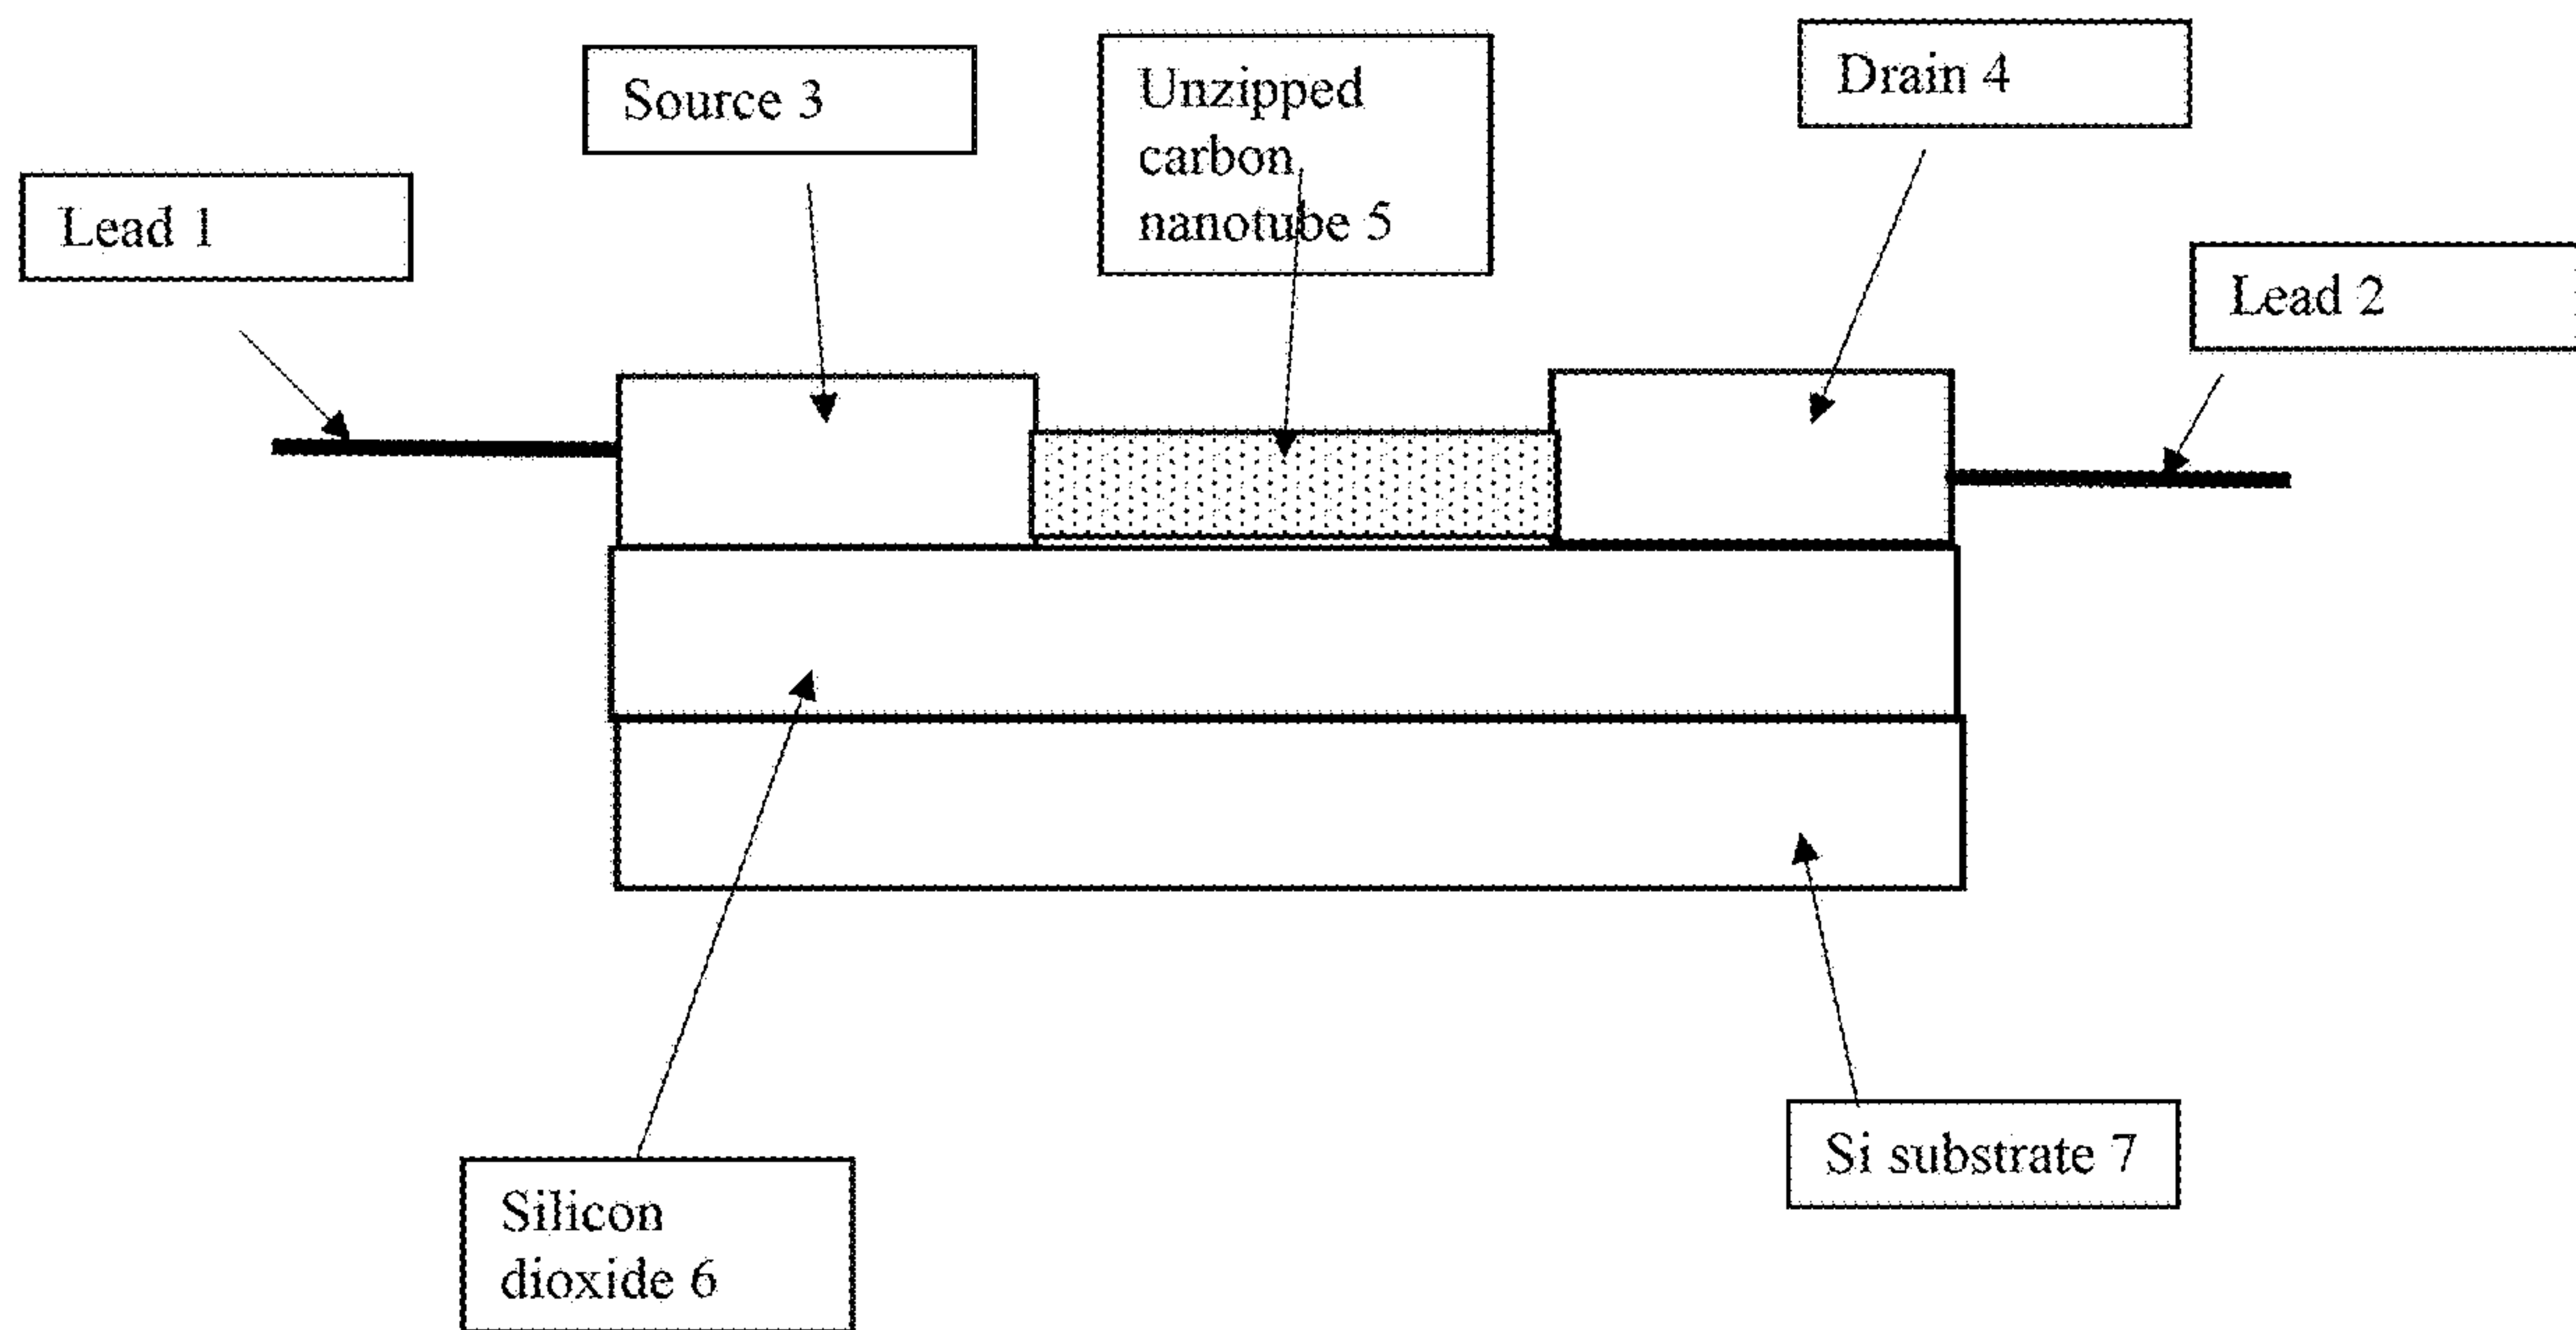 Source 3
Unzipped
carbon
nanotube 5
Drain 4
Lead 1
Lead 2
Silicon
dioxide 6
Si substrate 7